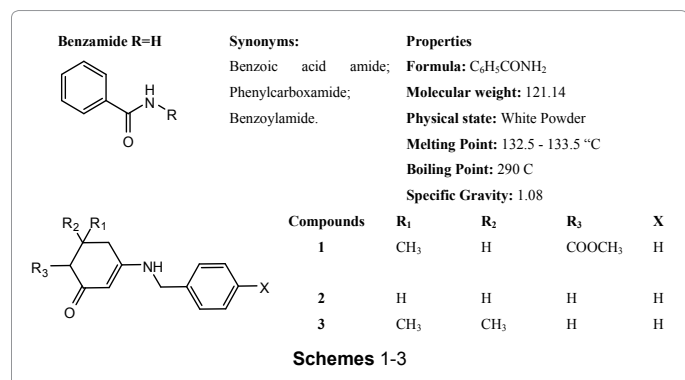 Benzamide R=H
H
N
R
O
Synonyms:
Benzoic acid amide;
Phenylcarboxamide;
Benzoylamide.
Properties
Formula: C₆H₅CONH₂
Molecular weight: 121.14
Physical state: White Powder
Melting Point: 132.5 - 133.5 “C
Boiling Point: 290 C
Specific Gravity: 1.08
R₂ R₁
R₃
NH
X
O
Compounds R₁ R₂ R₃ X
1 CH₃ H COOCH₃ H
2 H H H H
3 CH₃ CH₃ H H
Schemes 1-3